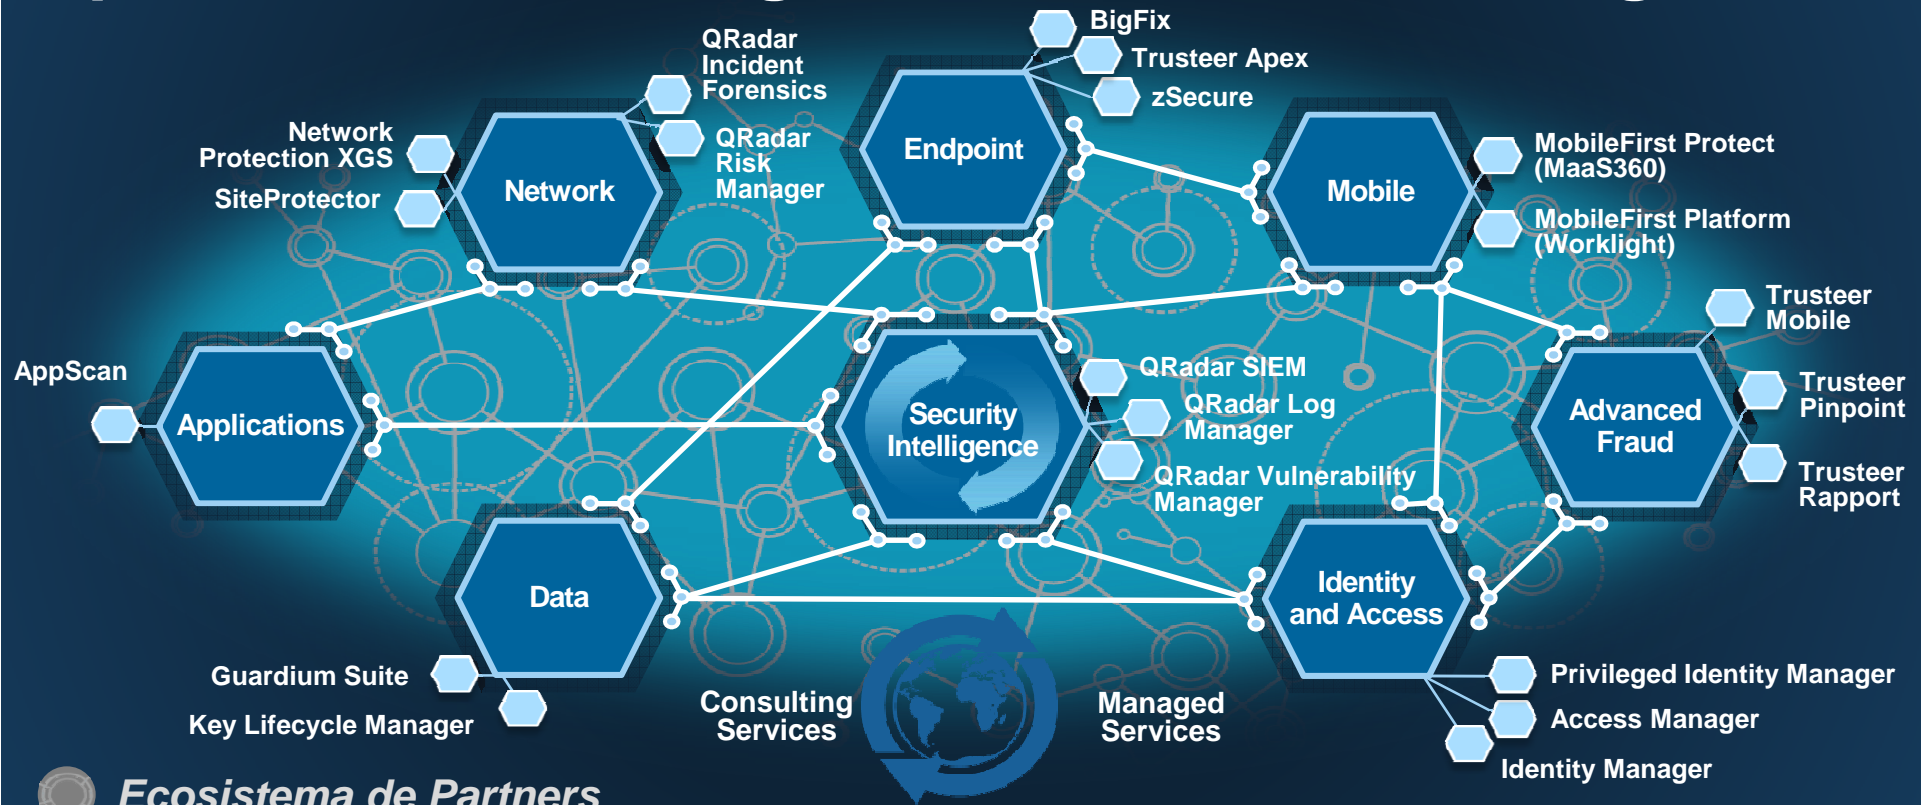 BigFix
Trusteer Apex
zSecure
QRadar
Incident
Forensics
QRadar
Risk
Manager
Network
Protection XGS
SiteProtector
Network
Endpoint
Mobile
MobileFirst Protect
(MaaS360)
MobileFirst Platform
(Worklight)
Trusteer
Mobile
AppScan
Applications
Security
Intelligence
QRadar SIEM
QRadar Log
Manager
QRadar Vulnerability
Manager
Advanced
Fraud
Trusteer
Pinpoint
Trusteer
Rapport
Data
Identity
and Access
Guardium Suite
Key Lifecycle Manager
Consulting
Services
Managed
Services
Privileged Identity Manager
Access Manager
Identity Manager
Ecosistema de Partners